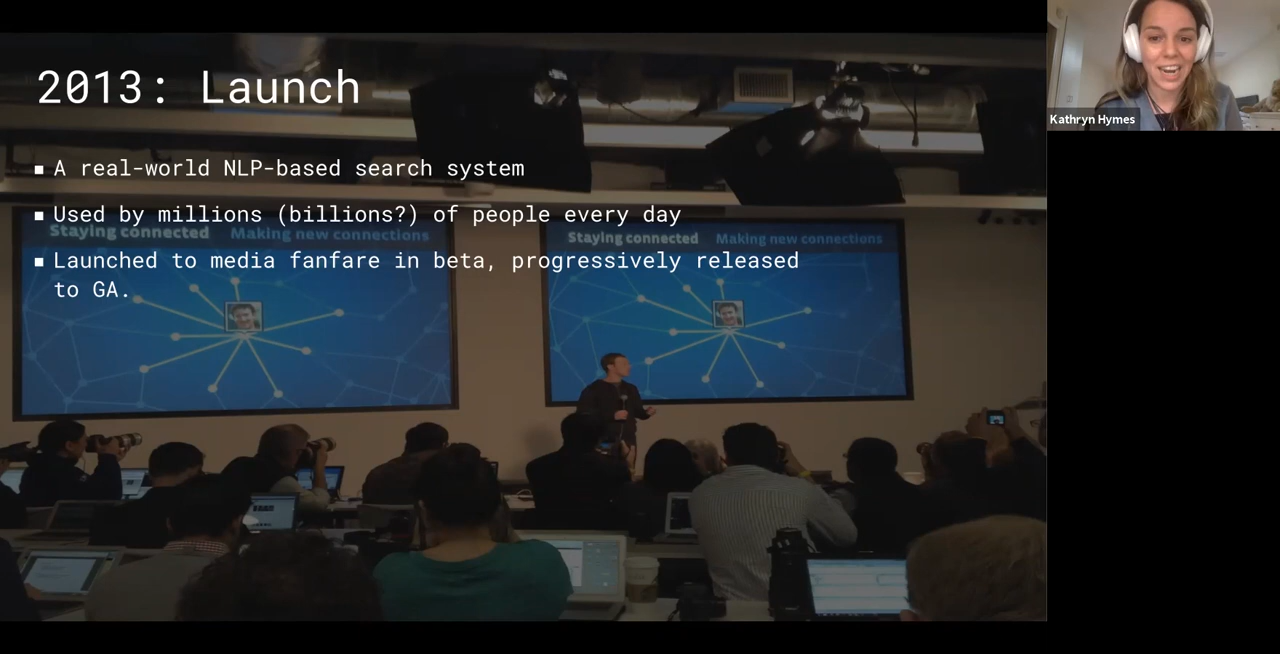 2013: Launch
Kathryn Hymes
▪ A real-world NLP-based search system
▪ Used by millions (billions?) of people every day
Staying connected Making new connections
Staying connected Making new connections
▪ Launched to media fanfare in beta, progressively released
to GA.